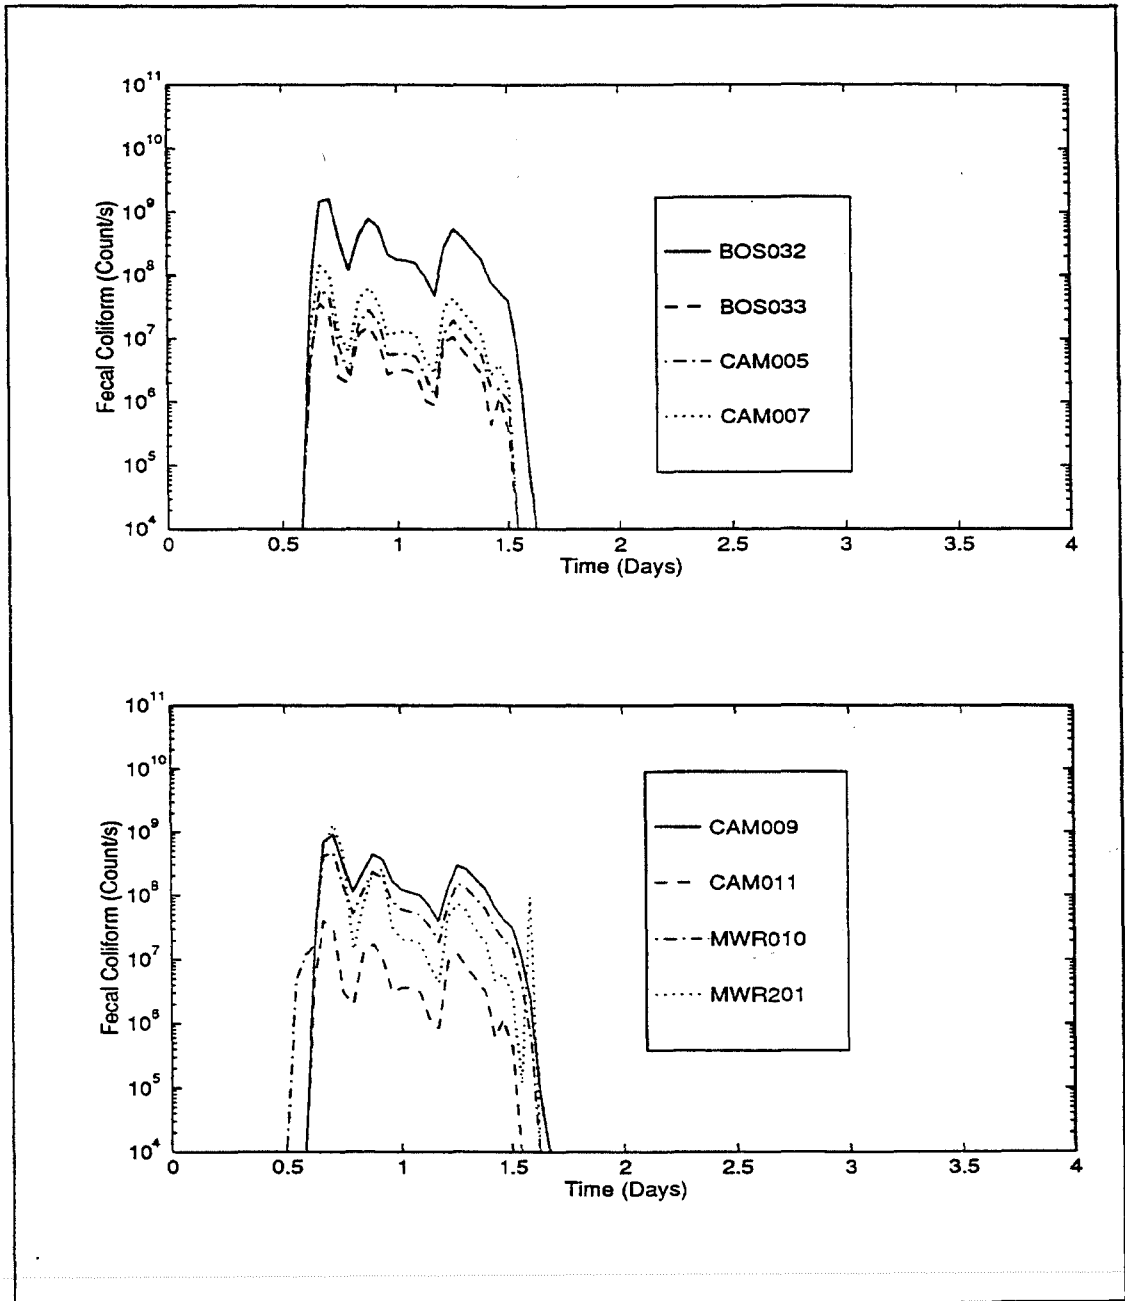 10^11
10^10
10^9
10^8
10^7
10^6
10^5
10^4
Fecal Coliform (Count/s)
BOS032
BOS033
CAM005
CAM007
0 0.5 1 1.5 2 2.5 3 3.5 4
Time (Days)
10^11
10^10
10^9
10^8
10^7
10^6
10^5
10^4
Fecal Coliform (Count/s)
CAM009
CAM011
MWR010
MWR201
0 0.5 1 1.5 2 2.5 3 3.5 4
Time (Days)